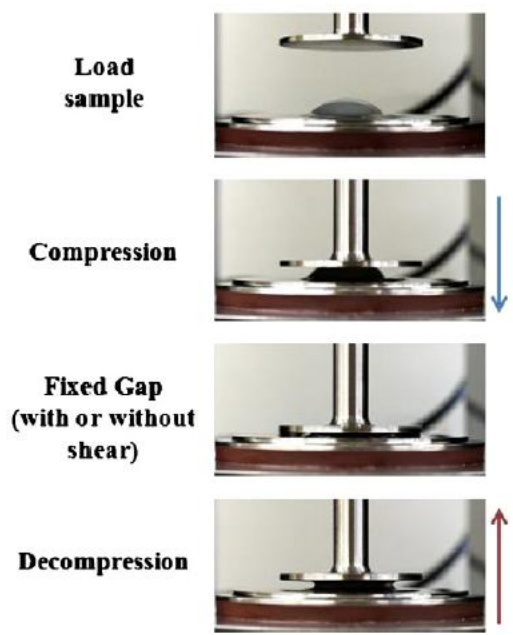 Load
sample
Compression
Fixed Gap
(with or without
shear)
Decompression